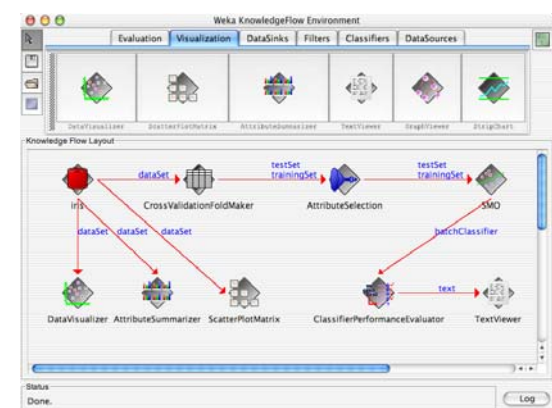 Weka KnowledgeFlow Environment
Evaluation Visualization DataSinks Filters Classifiers DataSources
DataVisualizer ScatterPlotMatrix AttributeSummarizer TextViewer GraphViewer StripChart
Knowledge Flow Layout
dataSet
testSet
trainingSet
testSet
trainingSet
iris CrossValidationFoldMaker AttributeSelection SMO
dataSet dataSet dataSet batchClassifier
text
DataVisualizer AttributeSummarizer ScatterPlotMatrix ClassifierPerformanceEvaluator TextViewer
Status
Done.
Log